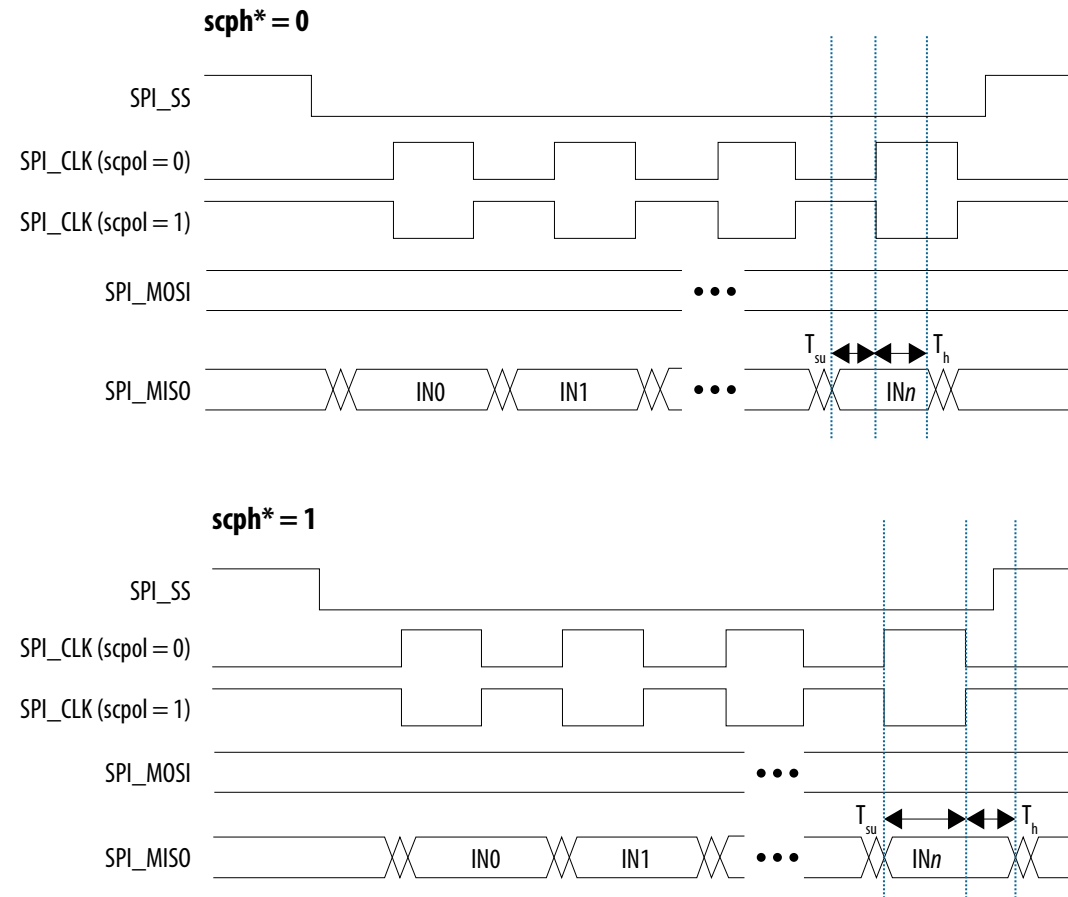 scph* = 0
SPI_SS
SPI_CLK (scpol = 0)
SPI_CLK (scpol = 1)
SPI_MOSI
•••
Tsu Th
SPI_MISO IN0 IN1 ••• INn
scph* = 1
SPI_SS
SPI_CLK (scpol = 0)
SPI_CLK (scpol = 1)
SPI_MOSI
•••
Tsu Th
SPI_MISO IN0 IN1 ••• INn